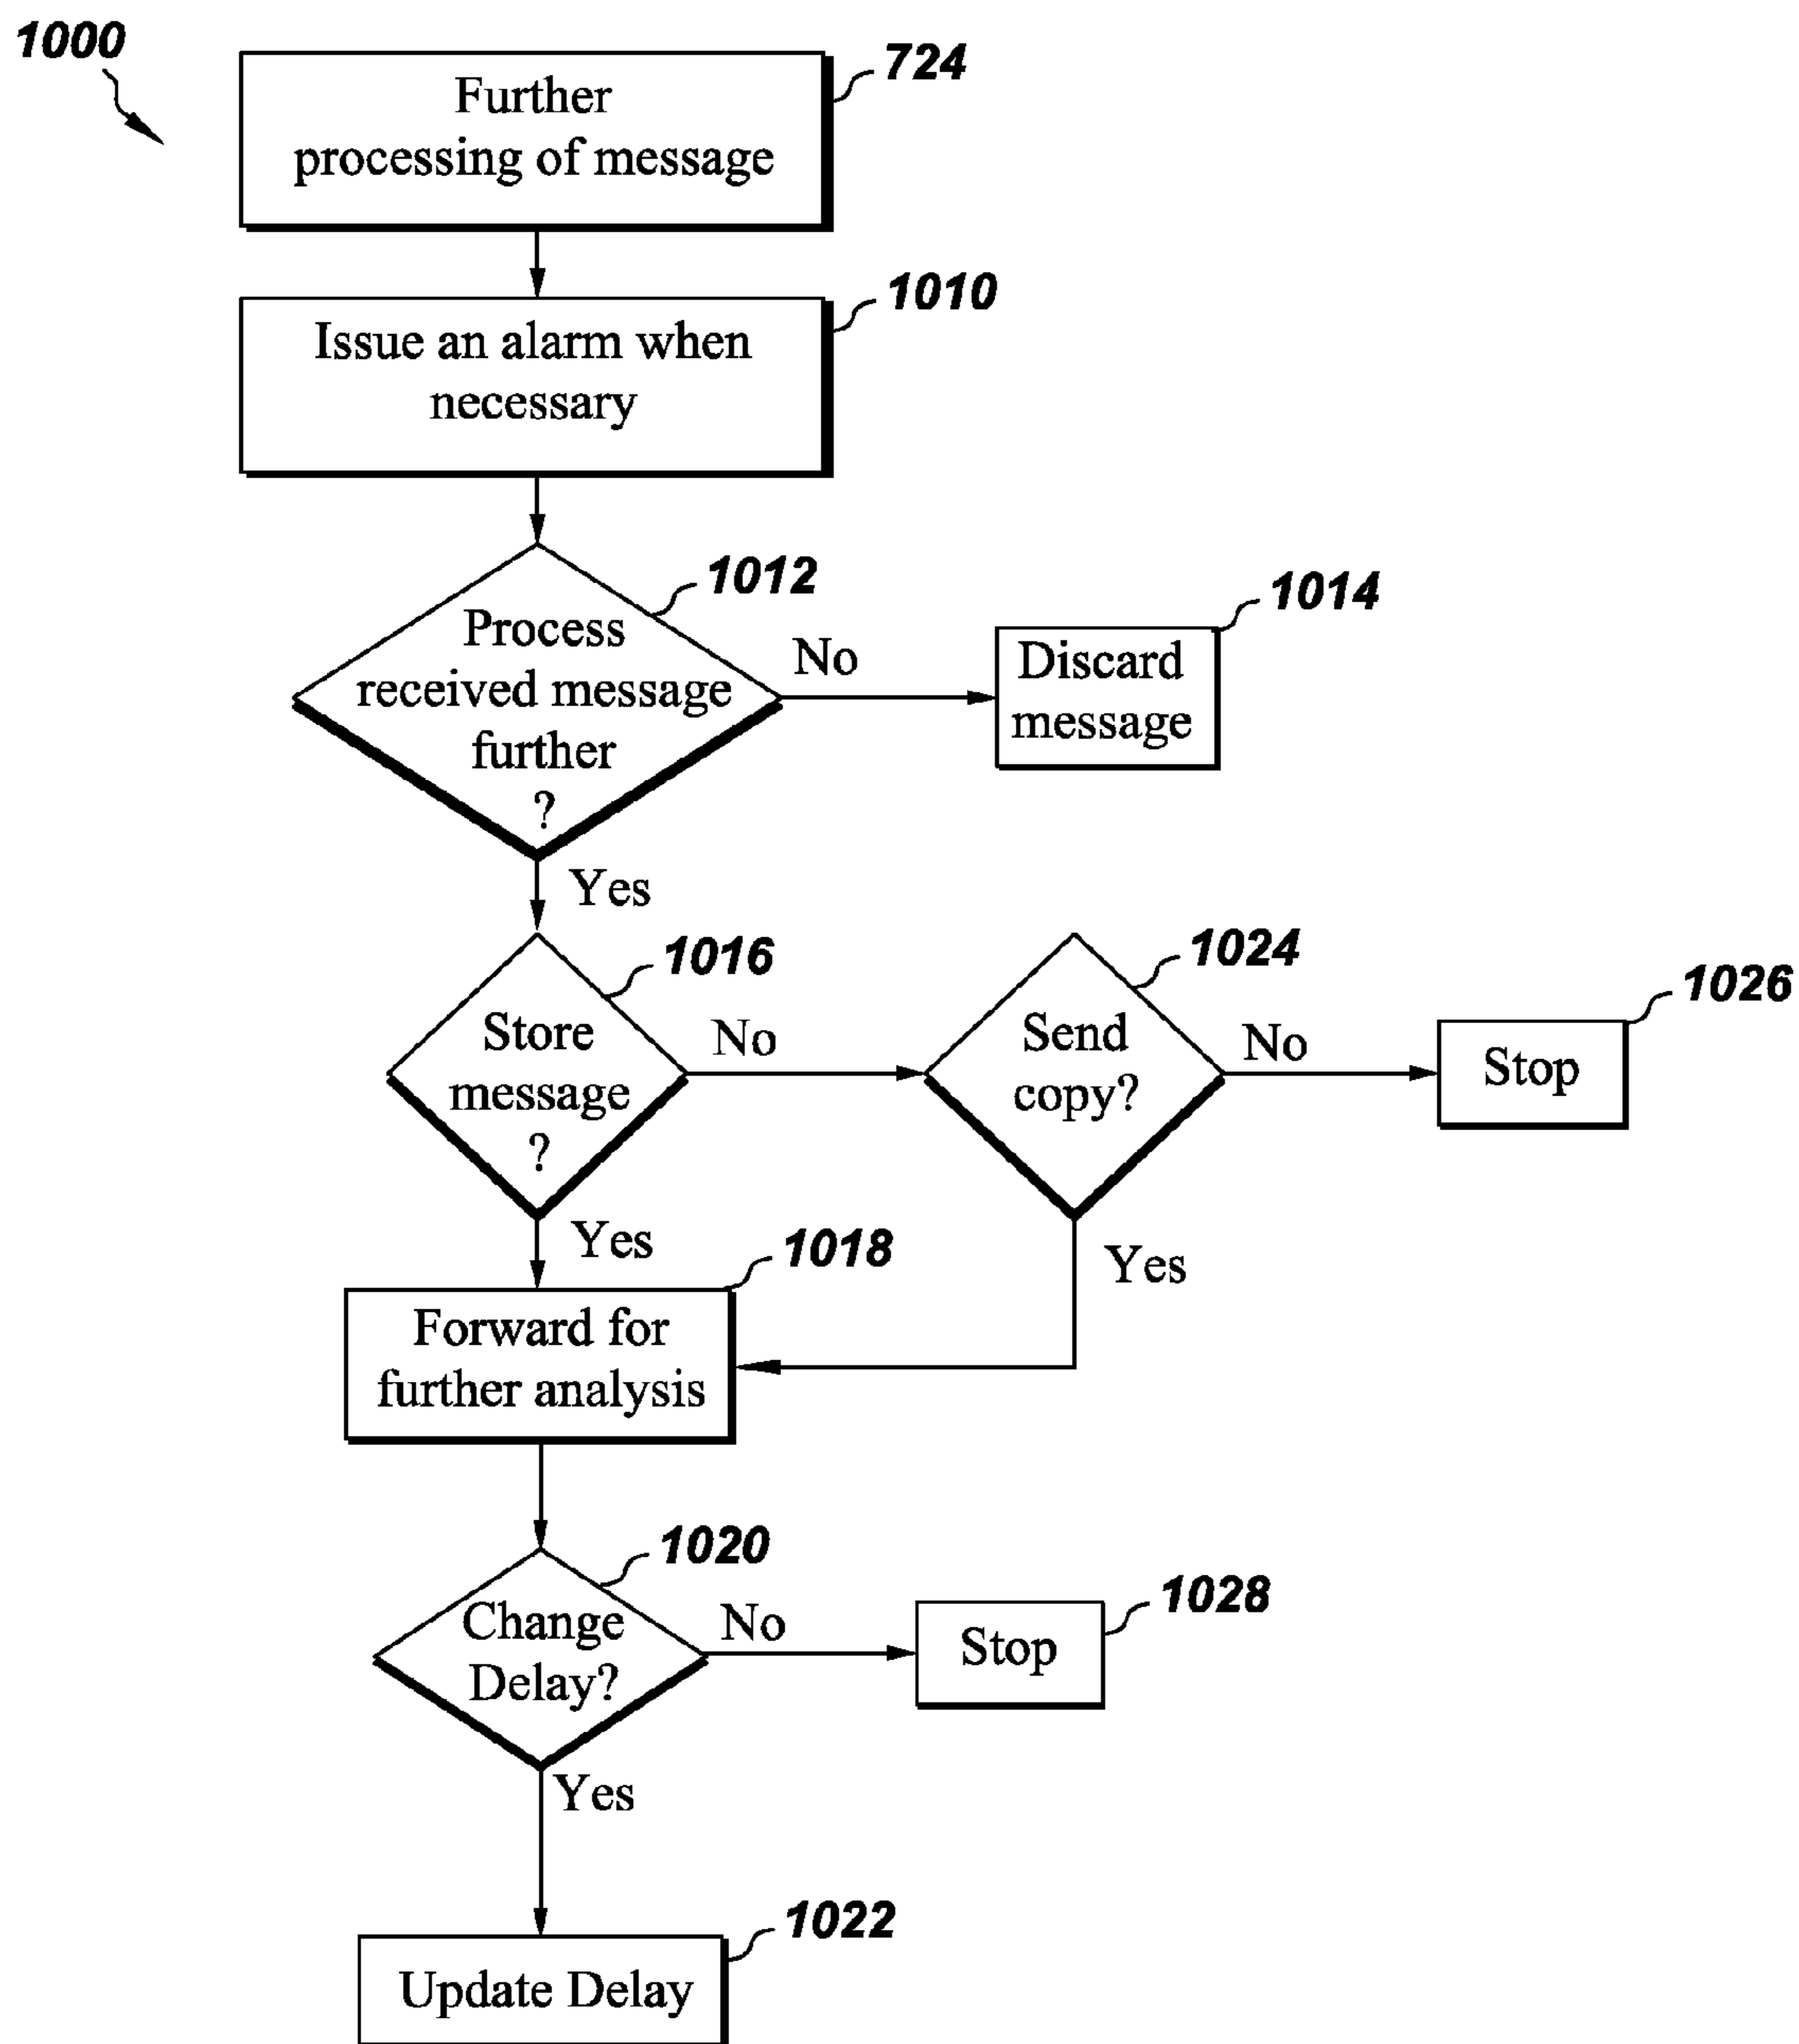 1000
724
Further
processing of message
1010
Issue an alarm when
necessary
1012
Process
received message
further
?
No
1014
Discard
message
Yes
1016
Store
message
?
No
1024
Send
copy?
No
1026
Stop
Yes
Yes
1018
Forward for
further analysis
1020
Change
Delay?
No
1028
Stop
Yes
1022
Update Delay